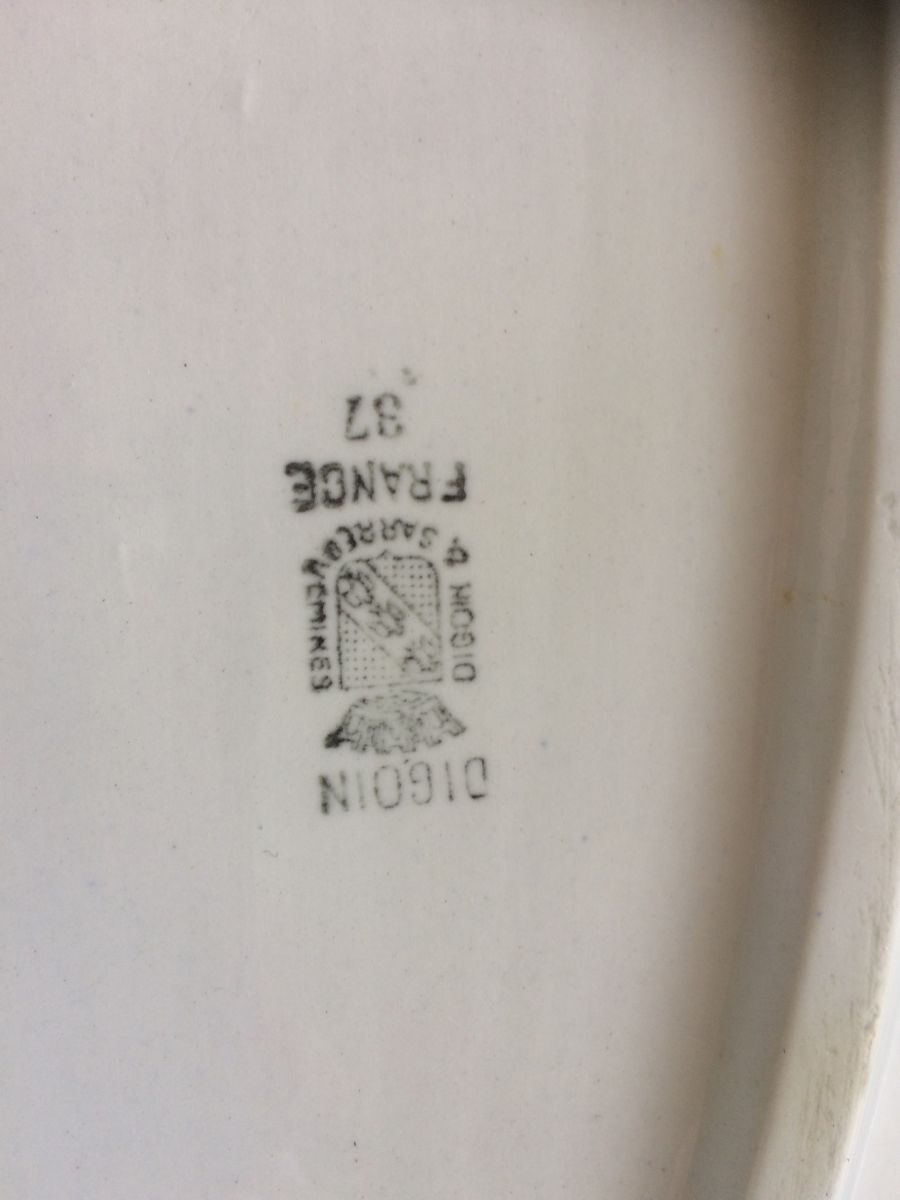 DIGOIN
DIGOIN & SARREGUEMINES
FRANCE
37